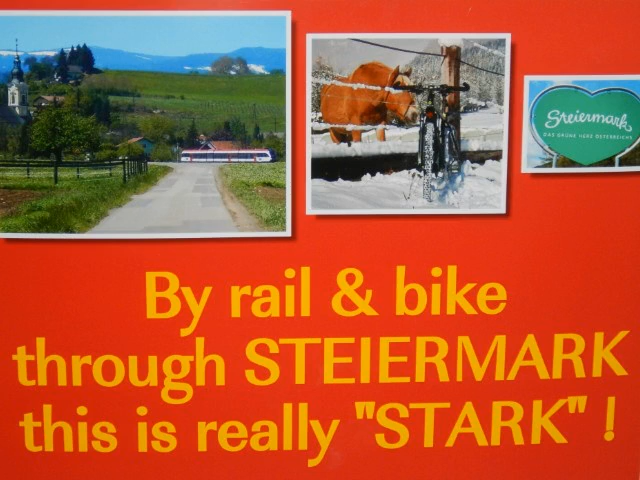 Steiermark
DAS GRÜNE HERZ ÖSTERREICHS
By rail & bike
through STEIERMARK
this is really "STARK" !